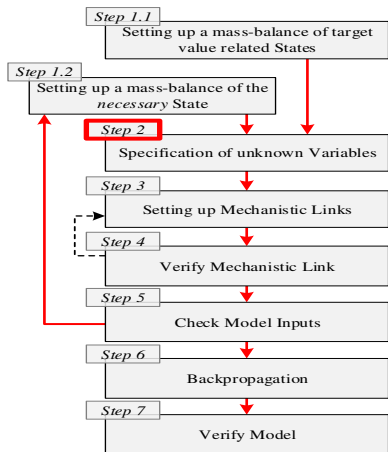 Step 1.1
Setting up a mass-balance of target
value related States
Step 1.2
Setting up a mass-balance of the
necessary State
Step 2
Specification of unknown Variables
Step 3
Setting up Mechanistic Links
Step 4
Verify Mechanistic Link
Step 5
Check Model Inputs
Step 6
Backpropagation
Step 7
Verify Model